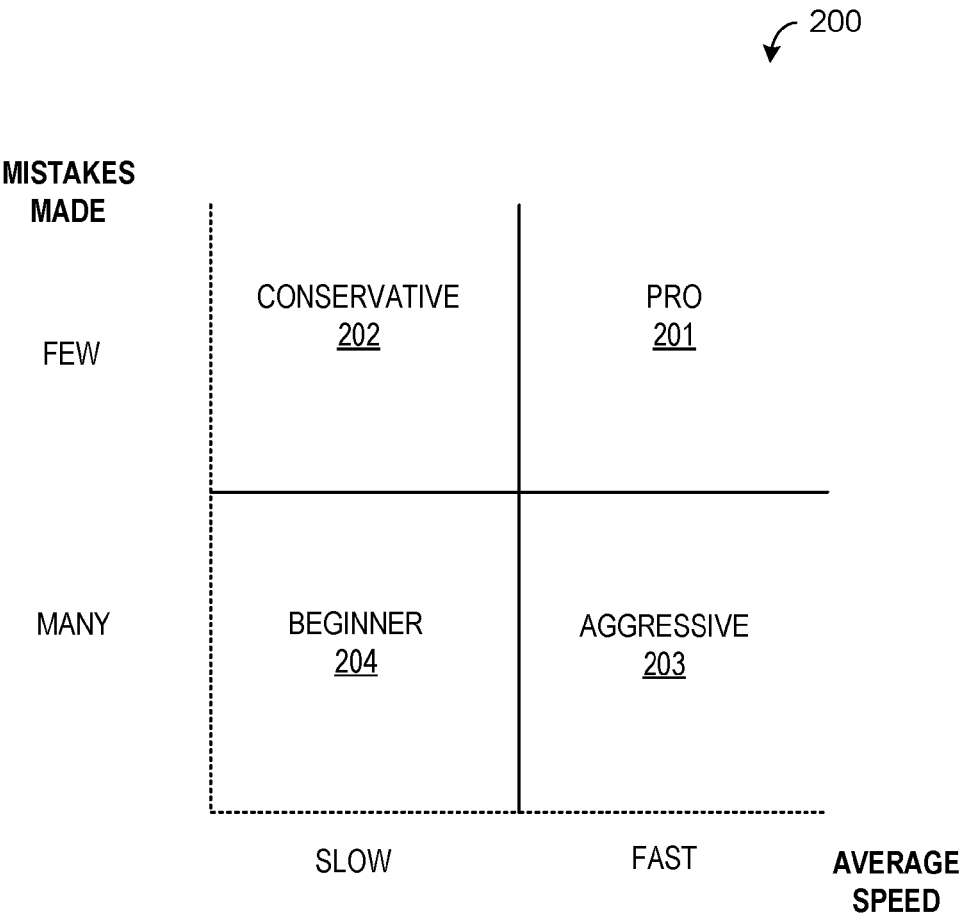 200
MISTAKES
MADE
CONSERVATIVE
202
PRO
201
FEW
MANY
BEGINNER
204
AGGRESSIVE
203
SLOW
FAST
AVERAGE
SPEED